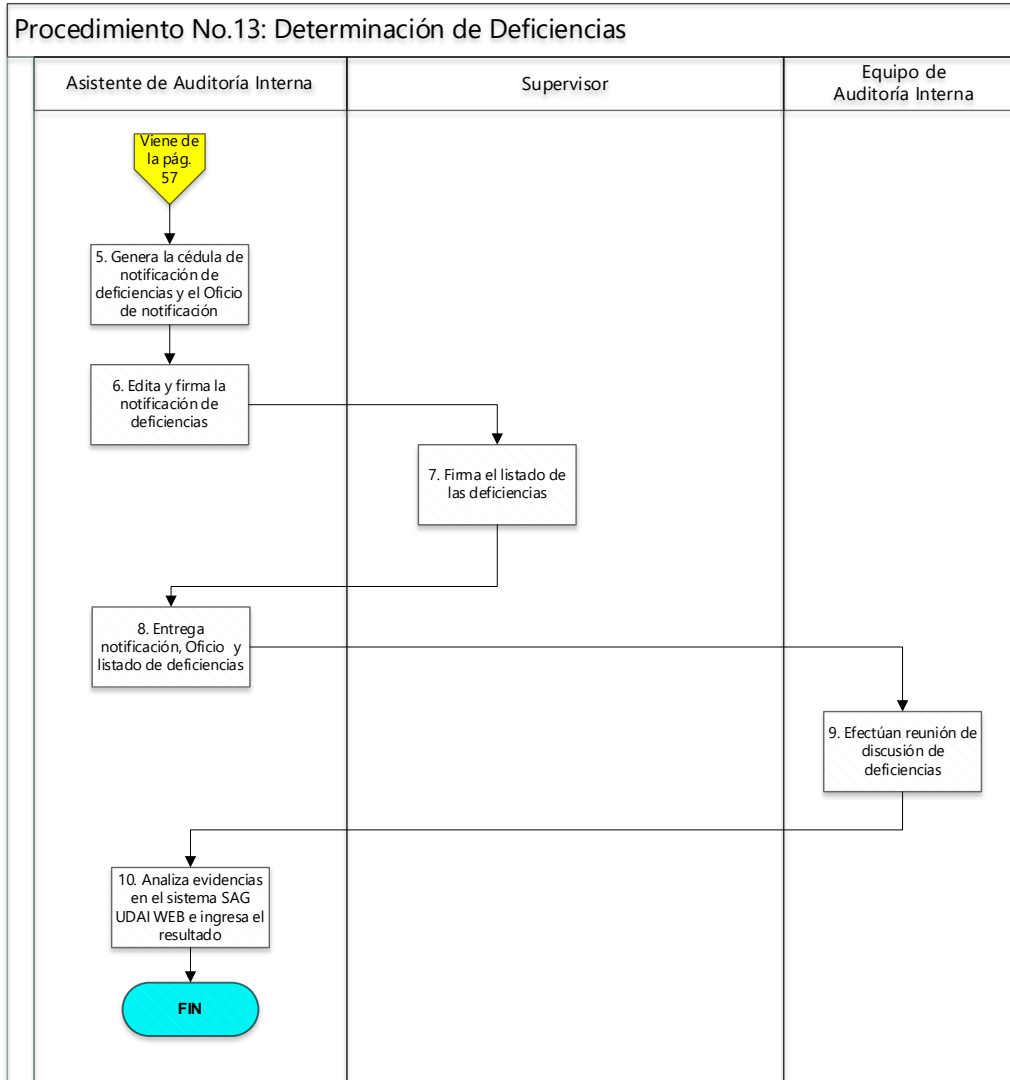 Procedimiento No.13: Determinación de Deficiencias
Asistente de Auditoría Interna
Supervisor
Equipo de
Auditoría Interna
Viene de
la pág.
57
5. Genera la cédula de
notificación de
deficiencias y el Oficio
de notificación
6. Edita y firma la
notificación de
deficiencias
7. Firma el listado de
las deficiencias
8. Entrega
notificación, Oficio y
listado de deficiencias
9. Efectúan reunión de
discusión de
deficiencias
10. Analiza evidencias
en el sistema SAG
UDAI WEB e ingresa el
resultado
FIN